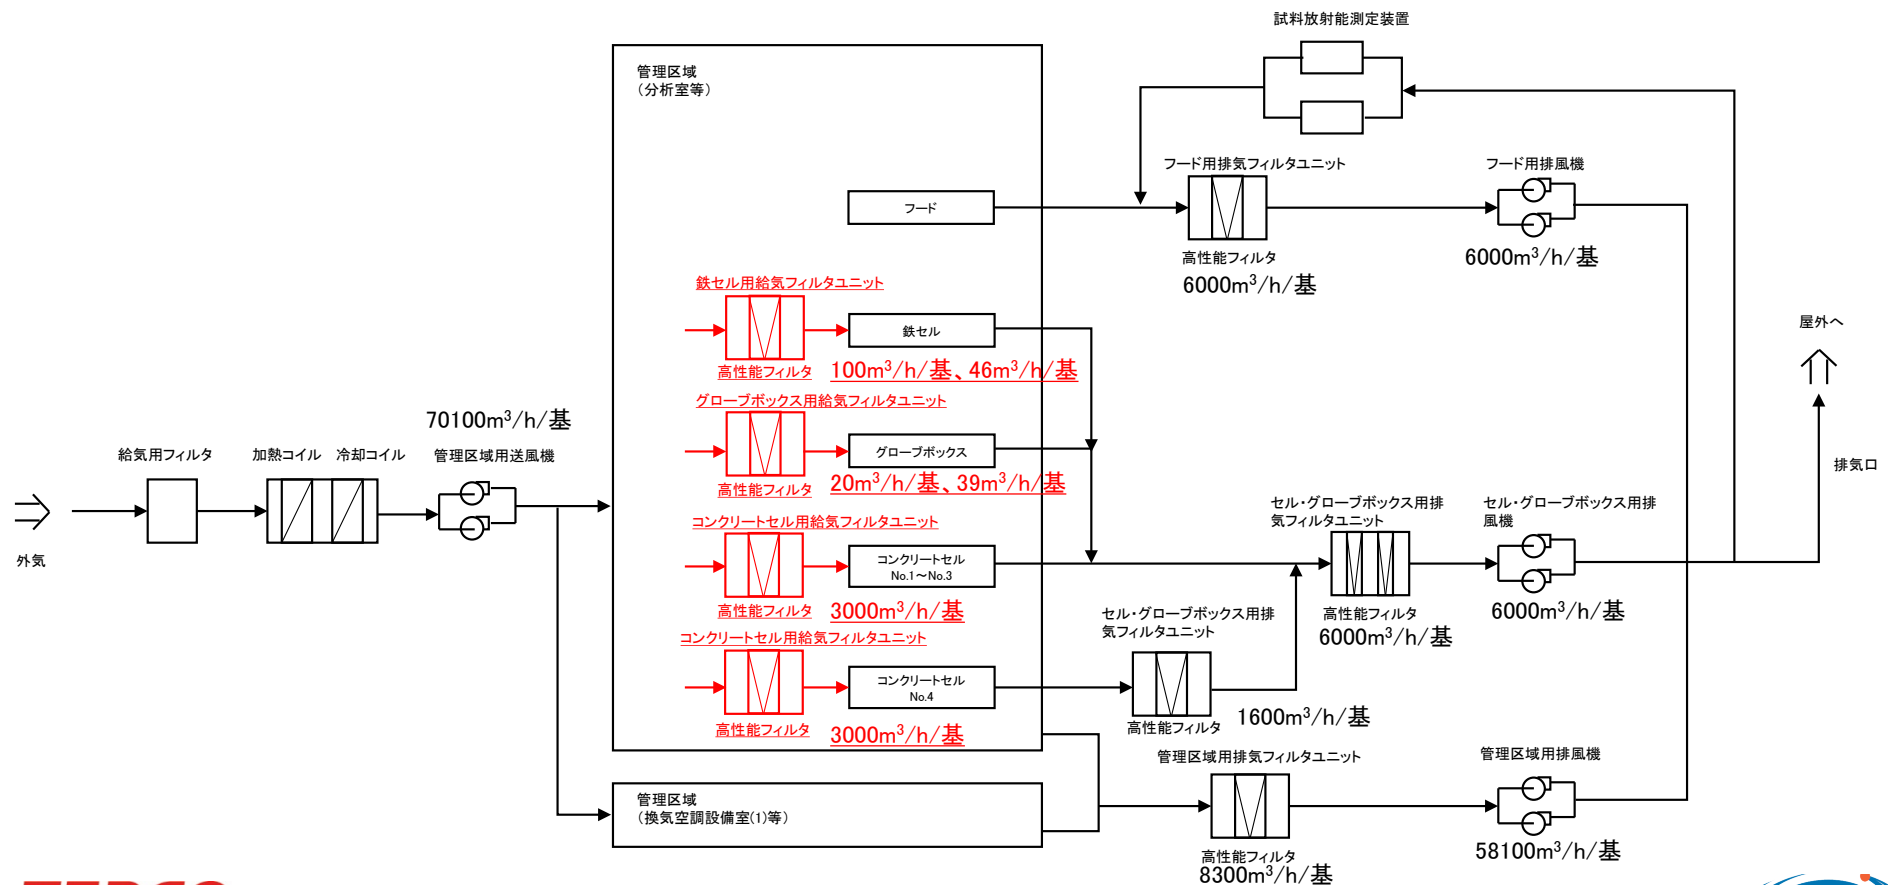 試料放射能測定装置
管理区域
（分析室等）
フード用排気フィルタユニット
フード用排風機
フード
高性能フィルタ
6000m³/h/基
6000m³/h/基
鉄セル用給気フィルタユニット
鉄セル
高性能フィルタ
100m³/h/基、46m³/h/基
屋外へ
グローブボックス用給気フィルタユニット
70100m³/h/基
グローブボックス
給気用フィルタ
加熱コイル
冷却コイル
管理区域用送風機
高性能フィルタ
20m³/h/基、39m³/h/基
排気口
外気
コンクリートセル用給気フィルタユニット
コンクリートセル
No.1～No.3
高性能フィルタ
3000m³/h/基
セル・グローブボックス用排
気フィルタユニット
セル・グローブボックス用排
風機
高性能フィルタ
6000m³/h/基
6000m³/h/基
コンクリートセル用給気フィルタユニット
コンクリートセル
No.4
高性能フィルタ
3000m³/h/基
セル・グローブボックス用排
気フィルタユニット
高性能フィルタ
1600m³/h/基
管理区域用排気フィルタユニット
管理区域用排風機
管理区域
（換気空調設備室(1)等）
高性能フィルタ
8300m³/h/基
58100m³/h/基